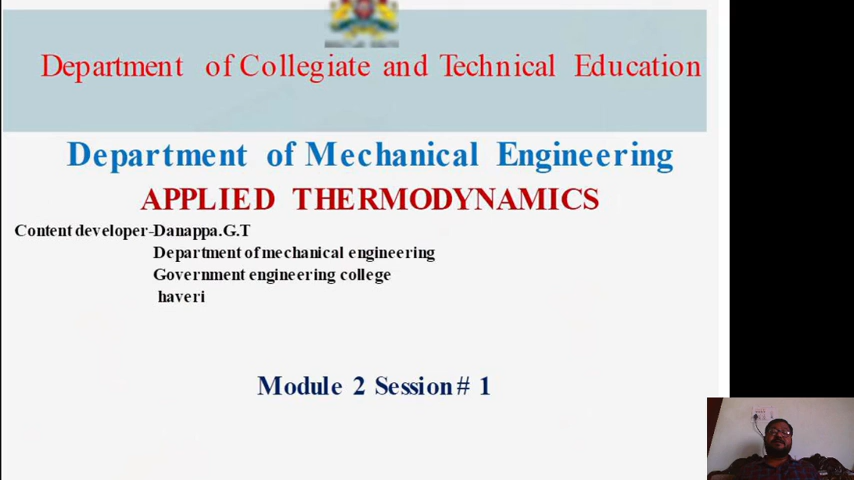 Department of Collegiate and Technical Education
Department of Mechanical Engineering
APPLIED THERMODYNAMICS
Content developer-Danappa.G.T
Department of mechanical engineering
Government engineering college
haveri
Module 2 Session # 1